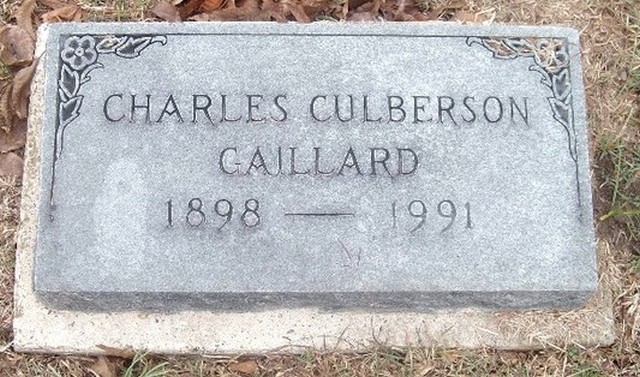 CHARLES CULBERSON
GAILLARD
1898 — 1991